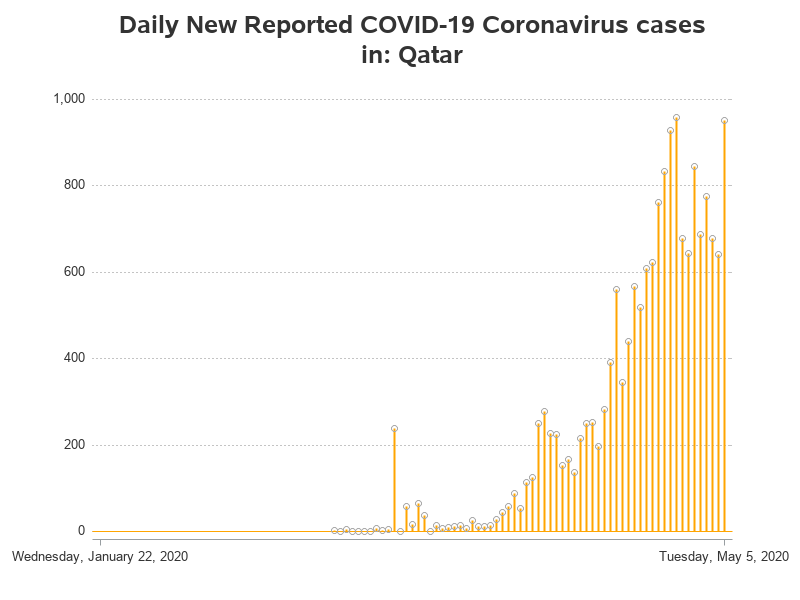 Daily New Reported COVID-19 Coronavirus cases
in: Qatar
1,000
800
600
400
200
0
Wednesday, January 22, 2020
Tuesday, May 5, 2020